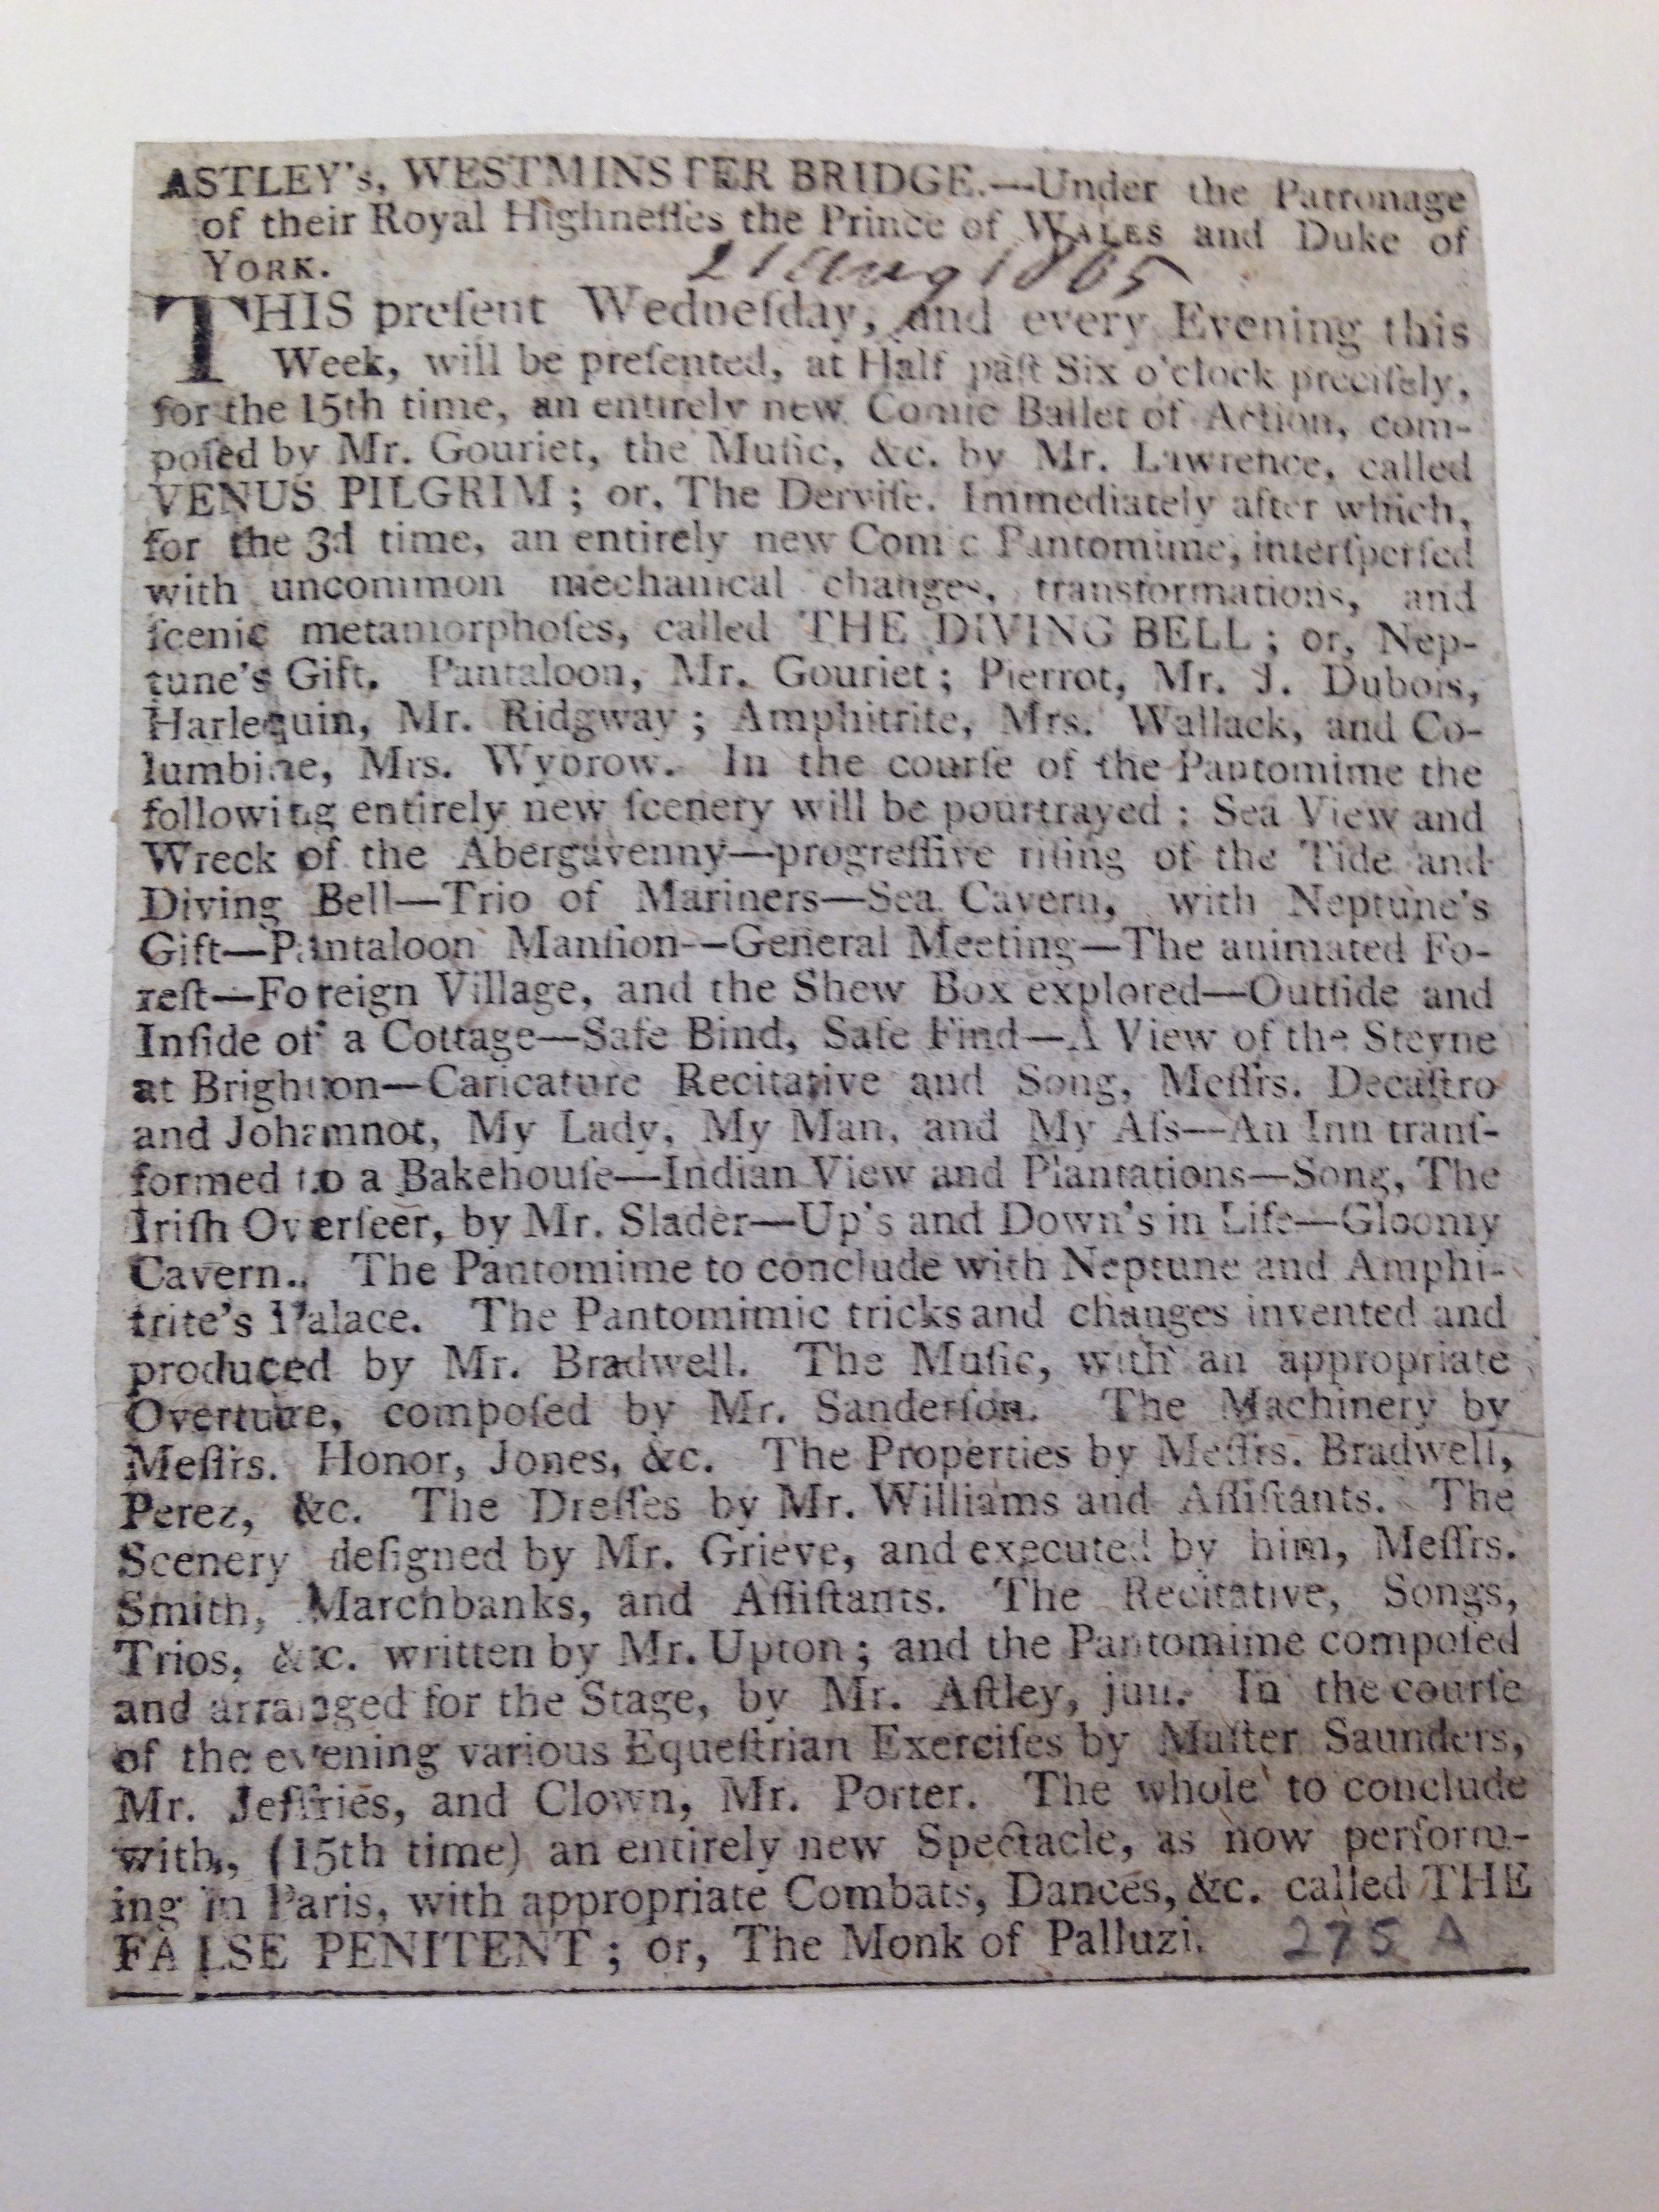 ASTLEY's, WESTMINSTER BRIDGE.—Under the Patronage
of their Royal Highneſſes the Prince of WALES and Duke of
YORK.
21 Aug 1805
THIS preſent Wedneſday, and every Evening this
Week, will be preſented, at Half paſt Six o'clock preciſely,
for the 15th time, an entirely new Comic Ballet of Action, com-
poſed by Mr. Gouriet, the Muſic, &c. by Mr. Lawrence, called
VENUS PILGRIM; or, The Derviſe. Immediately after which,
for the 3d time, an entirely new Comic Pantomime, interſperſed
with uncommon mechanical changes, transformations, and
ſcenic metamorphoſes, called THE DIVING BELL; or, Nep-
tune's Gift. Pantaloon, Mr. Gouriet; Pierrot, Mr. J. Dubois,
Harlequin, Mr. Ridgway; Amphitrite, Mrs. Wallack, and Co-
lumbine, Mrs. Wybrow. In the courſe of the Pantomime the
following entirely new ſcenery will be pourtrayed: Sea View and
Wreck of the Abergavenny—progreſſive riſing of the Tide and
Diving Bell—Trio of Mariners—Sea Cavern, with Neptune's
Gift—Pantaloon Manſion--General Meeting—The animated Fo-
reſt—Foreign Village, and the Shew Box explored—Outſide and
Inſide of a Cottage—Safe Bind, Safe Find—A View of the Steyne
at Brighton—Caricature Recitative and Song, Meſſrs. Decaſtro
and Johannot, My Lady, My Man, and My Aſs—An Inn tranſ-
formed to a Bakehouſe—Indian View and Plantations—Song, The
Iriſh Overſeer, by Mr. Slader—Up's and Down's in Life—Gloomy
Cavern. The Pantomime to conclude with Neptune and Amphi-
trite's Palace. The Pantomimic tricks and changes invented and
produced by Mr. Bradwell. The Muſic, with an appropriate
Overture, compoſed by Mr. Sanderſon. The Machinery by
Meſſrs. Honor, Jones, &c. The Properties by Meſſrs. Bradwell,
Perez, &c. The Dreſſes by Mr. Williams and Aſſiſtants. The
Scenery deſigned by Mr. Grieve, and executed by him, Meſſrs.
Smith, Marchbanks, and Aſſiſtants. The Recitative, Songs,
Trios, &c. written by Mr. Upton; and the Pantomime compoſed
and arranged for the Stage, by Mr. Aſtley, jun. In the courſe
of the evening various Equeſtrian Exerciſes by Maſter Saunders,
Mr. Jeffries, and Clown, Mr. Porter. The whole to conclude
with, (15th time) an entirely new Spectacle, as now perform-
ing in Paris, with appropriate Combats, Dances, &c. called THE
FALSE PENITENT; or, The Monk of Palluzi. 275 A